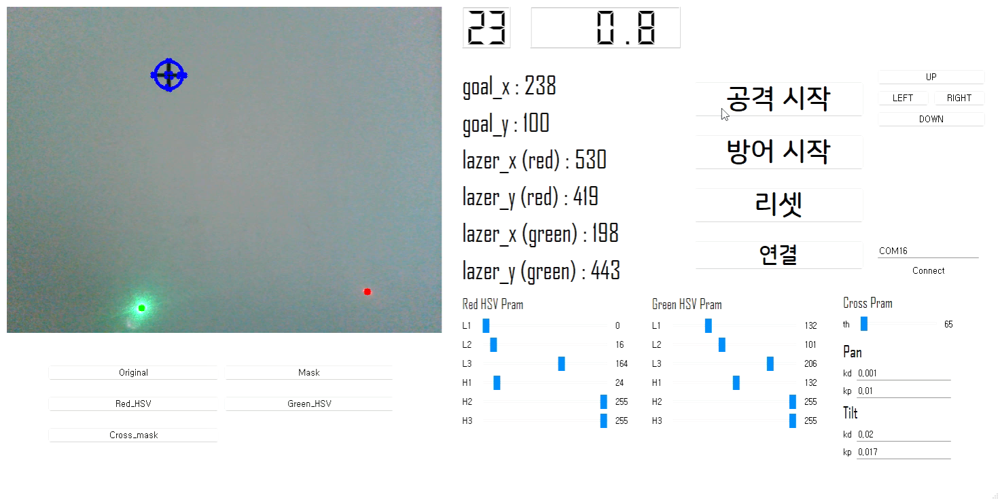 23 0.8
goal_x : 238
goal_y : 100
lazer_x (red) : 530
lazer_y (red) : 419
lazer_x (green) : 198
lazer_y (green) : 443
공격 시작
방어 시작
리셋
연결
UP
LEFT RIGHT
DOWN
COM16
Connect
Red HSV Pram
L1 0
L2 16
L3 164
H1 24
H2 255
H3 255
Green HSV Pram
L1 132
L2 101
L3 206
H1 132
H2 255
H3 255
Cross Pram
th 65
Pan
kd 0,001
kp 0,01
Tilt
kd 0,02
kp 0,017
Original Mask
Red_HSV Green_HSV
Cross_mask